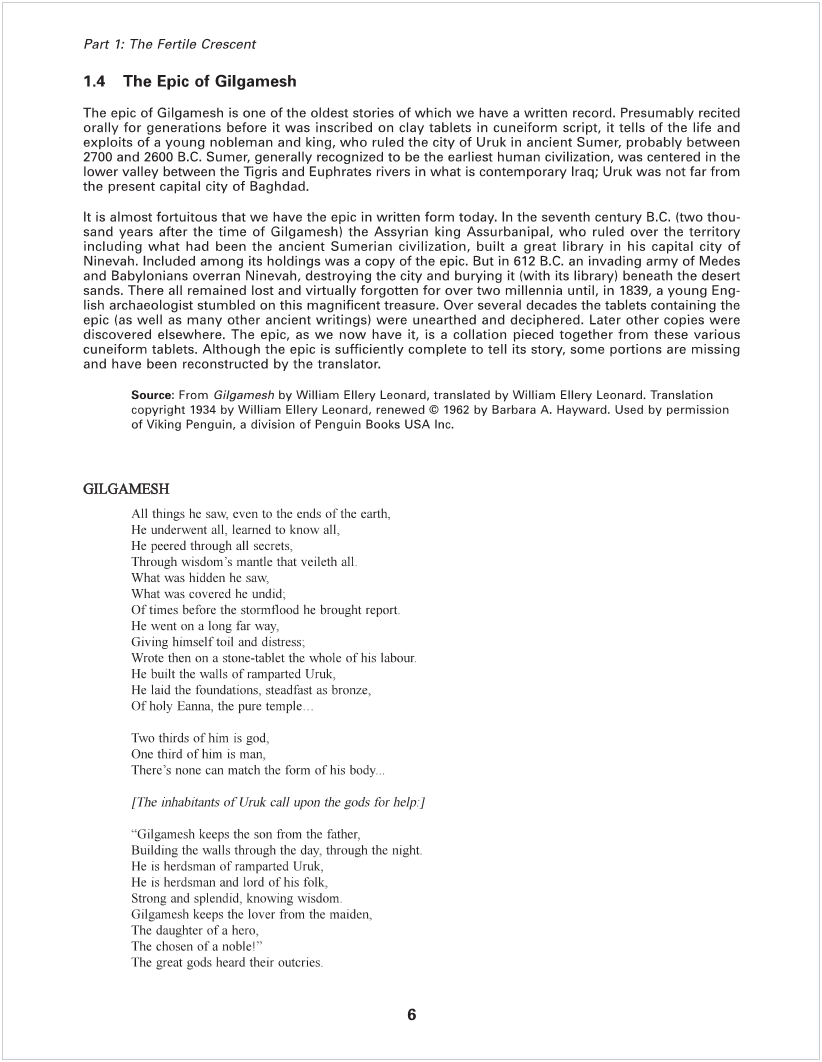 Part 1: The Fertile Crescent
1.4 The Epic of Gilgamesh
The epic of Gilgamesh is one of the oldest stories of which we have a written record. Presumably recited
orally for generations before it was inscribed on clay tablets in cuneiform script, it tells of the life and
exploits of a young nobleman and king, who ruled the city of Uruk in ancient Sumer, probably between
2700 and 2600 B.C. Sumer, generally recognized to be the earliest human civilization, was centered in the
lower valley between the Tigris and Euphrates rivers in what is contemporary Iraq; Uruk was not far from
the present capital city of Baghdad.
It is almost fortuitous that we have the epic in written form today. In the seventh century B.C. (two thou-
sand years after the time of Gilgamesh) the Assyrian king Assurbanipal, who ruled over the territory
including what had been the ancient Sumerian civilization, built a great library in his capital city of
Ninevah. Included among its holdings was a copy of the epic. But in 612 B.C. an invading army of Medes
and Babylonians overran Ninevah, destroying the city and burying it (with its library) beneath the desert
sands. There all remained lost and virtually forgotten for over two millennia until, in 1839, a young Eng-
lish archaeologist stumbled on this magnificent treasure. Over several decades the tablets containing the
epic (as well as many other ancient writings) were unearthed and deciphered. Later other copies were
discovered elsewhere. The epic, as we now have it, is a collation pieced together from these various
cuneiform tablets. Although the epic is sufficiently complete to tell its story, some portions are missing
and have been reconstructed by the translator.
Source: From Gilgamesh by William Ellery Leonard, translated by William Ellery Leonard. Translation
copyright 1934 by William Ellery Leonard, renewed © 1962 by Barbara A. Hayward. Used by permission
of Viking Penguin, a division of Penguin Books USA Inc.
GILGAMESH
All things he saw, even to the ends of the earth,
He underwent all, learned to know all,
He peered through all secrets,
Through wisdom's mantle that veileth all.
What was hidden he saw,
What was covered he undid;
Of times before the stormflood he brought report.
He went on a long far way,
Giving himself toil and distress;
Wrote then on a stone-tablet the whole of his labour.
He built the walls of ramparted Uruk,
He laid the foundations, steadfast as bronze,
Of holy Eanna, the pure temple...
Two thirds of him is god,
One third of him is man,
There's none can match the form of his body...
[The inhabitants of Uruk call upon the gods for help:]
“Gilgamesh keeps the son from the father,
Building the walls through the day, through the night.
He is herdsman of ramparted Uruk,
He is herdsman and lord of his folk,
Strong and splendid, knowing wisdom.
Gilgamesh keeps the lover from the maiden,
The daughter of a hero,
The chosen of a noble!”
The great gods heard their outcries.
6